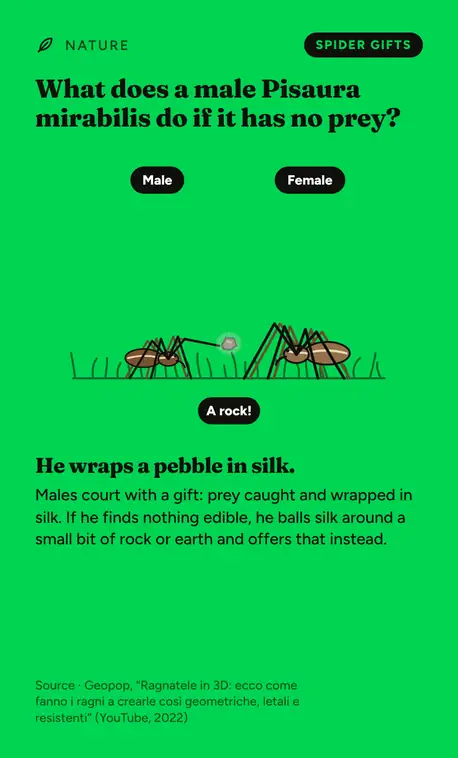 NATURE
SPIDER GIFTS
What does a male Pisaura
mirabilis do if it has no prey?
Male
Female
A rock!
He wraps a pebble in silk.
Males court with a gift: prey caught and wrapped in
silk. If he finds nothing edible, he balls silk around a
small bit of rock or earth and offers that instead.
Source · Geopop, "Ragnatele in 3D: ecco come
fanno i ragni a crearle così geometriche, letali e
resistenti" (YouTube, 2022)